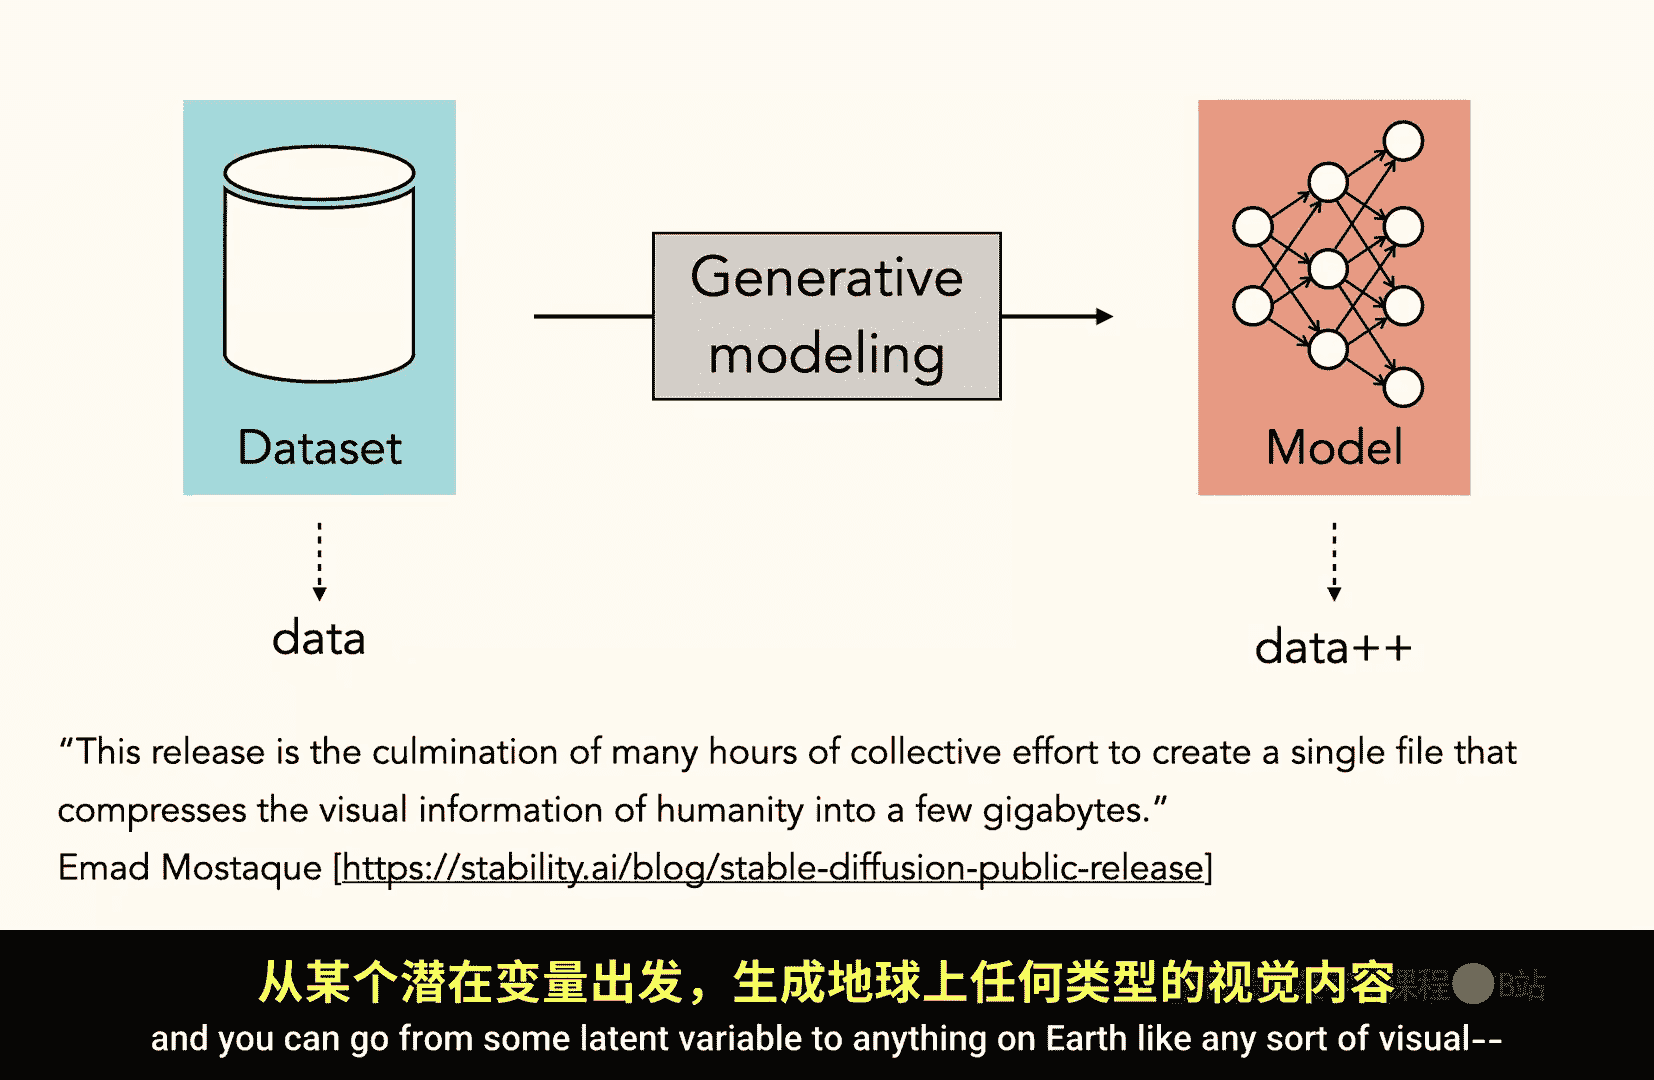 Generative
modeling
Dataset
Model
data
data++
“This release is the culmination of many hours of collective effort to create a single file that
compresses the visual information of humanity into a few gigabytes.”
Emad Mostaque [https://stability.ai/blog/stable-diffusion-public-release]
从某个潜在变量出发，生成地球上任何类型的视觉内容
课程 B站
and you can go from some latent variable to anything on Earth like any sort of visual--